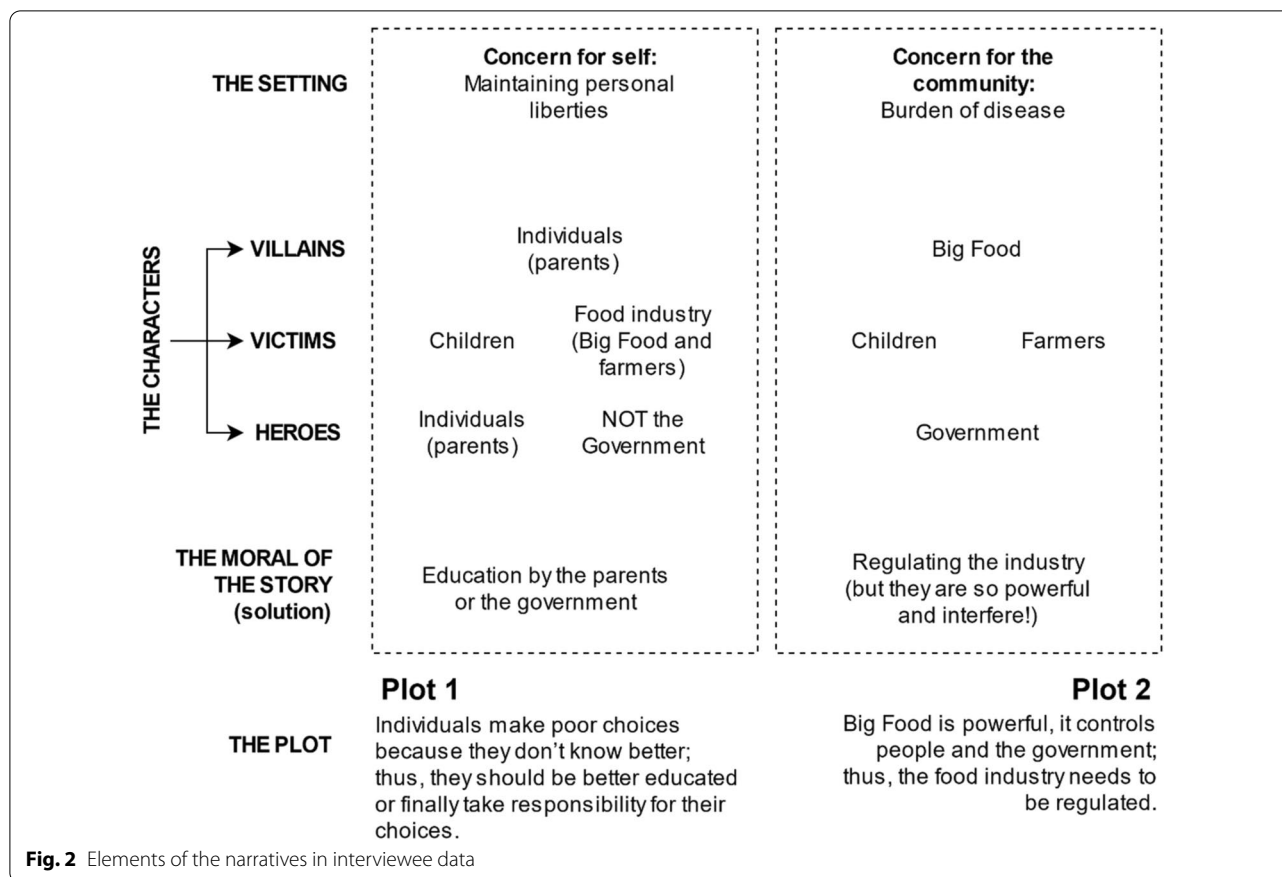 THE SETTING
Concern for self:
Maintaining personal
liberties
Concern for the
community:
Burden of disease
THE CHARACTERS
VILLAINS
Individuals
(parents)
Big Food
VICTIMS
Children
Food industry
(Big Food and
farmers)
Children
Farmers
HEROES
Individuals
(parents)
NOT the
Government
Government
THE MORAL OF
THE STORY
(solution)
Education by the parents
or the government
Regulating the industry
(but they are so powerful
and interfere!)
THE PLOT
Plot 1
Individuals make poor choices
because they don't know better;
thus, they should be better educated
or finally take responsibility for their
choices.
Plot 2
Big Food is powerful, it controls
people and the government;
thus, the food industry needs to
be regulated.
Fig. 2 Elements of the narratives in interviewee data